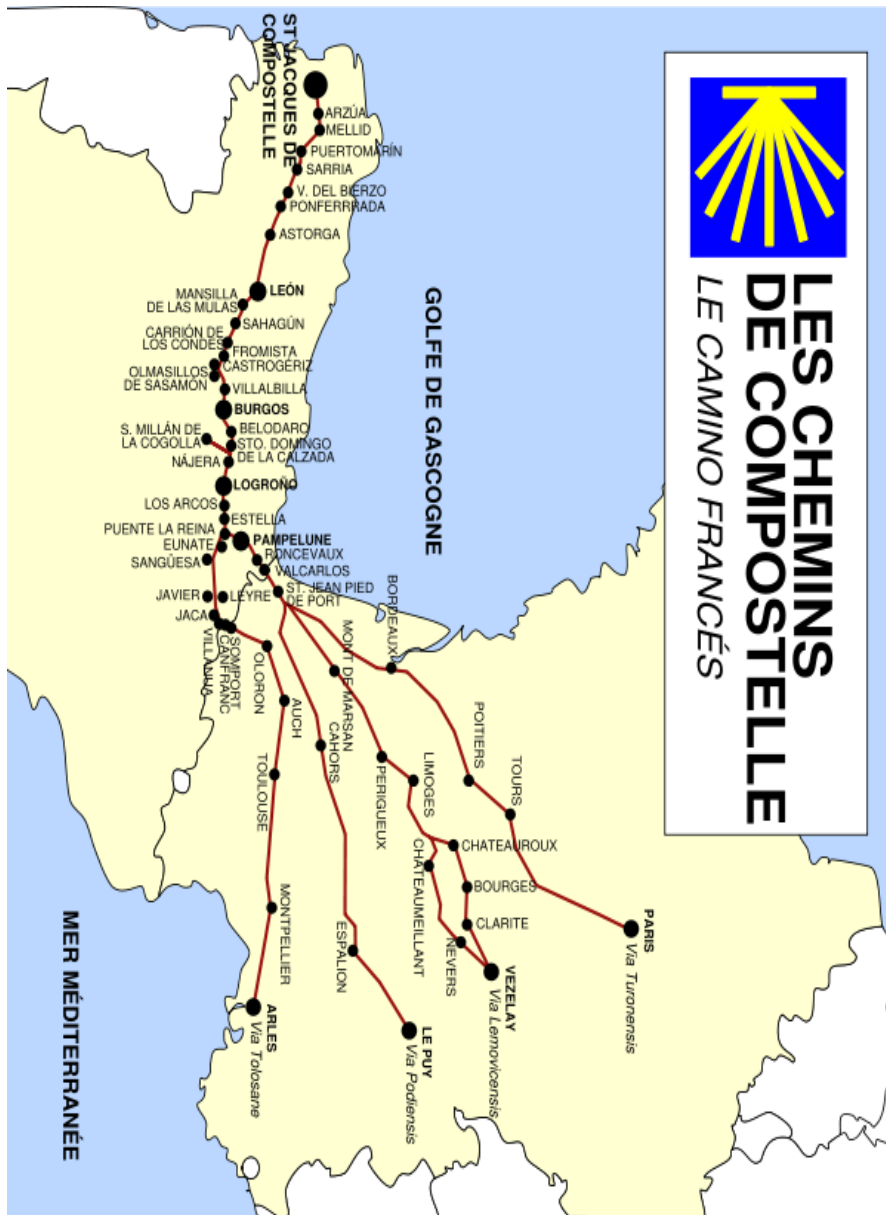 LES CHEMINS
DE COMPOSTELLE
LE CAMINO FRANCÉS
ST JACQUES DE
COMPOSTELLE
ARZÚA
MELLID
PUERTOMARÍN
SARRIA
V. DEL BIERZO
PONFERRRADA
ASTORGA
LEÓN
MANSILLA
DE LAS MULAS
SAHAGÚN
CARRIÓN DE
LOS CONDES
FROMISTA
CASTROGÉRIZ
OLMASILLOS
DE SASAMÓN
VILLALBILLA
BURGOS
BELODARO
S. MILLÁN DE
LA COGOLLA
STO. DOMINGO
DE LA CALZADA
NÁJERA
LOGROÑO
LOS ARCOS
ESTELLA
PUENTE LA REINA
PAMPELUNE
EUNATE
RONCEVAUX
SANGÜESA
VALCARLOS
ST. JEAN PIED
DE PORT
JAVIER
LEYRE
JACA
VILLANUA
CANFRANC
SOMPORT
OLORON
AUCH
TOULOUSE
MONTPELLIER
ARLES
Via Tolosane
MONT DE MARSAN
CAHORS
ESPALION
LE PUY
Via Podiensis
BORDEAUX
PERIGUEUX
LIMOGES
CHATEAUROUX
CHÂTEAUMEILLANT
BOURGES
CLARITE
NEVERS
VEZELAY
Via Lemovicensis
POITIERS
TOURS
PARIS
Via Turonensis
GOLFE DE GASCOGNE
MER MÉDITERRANÉE